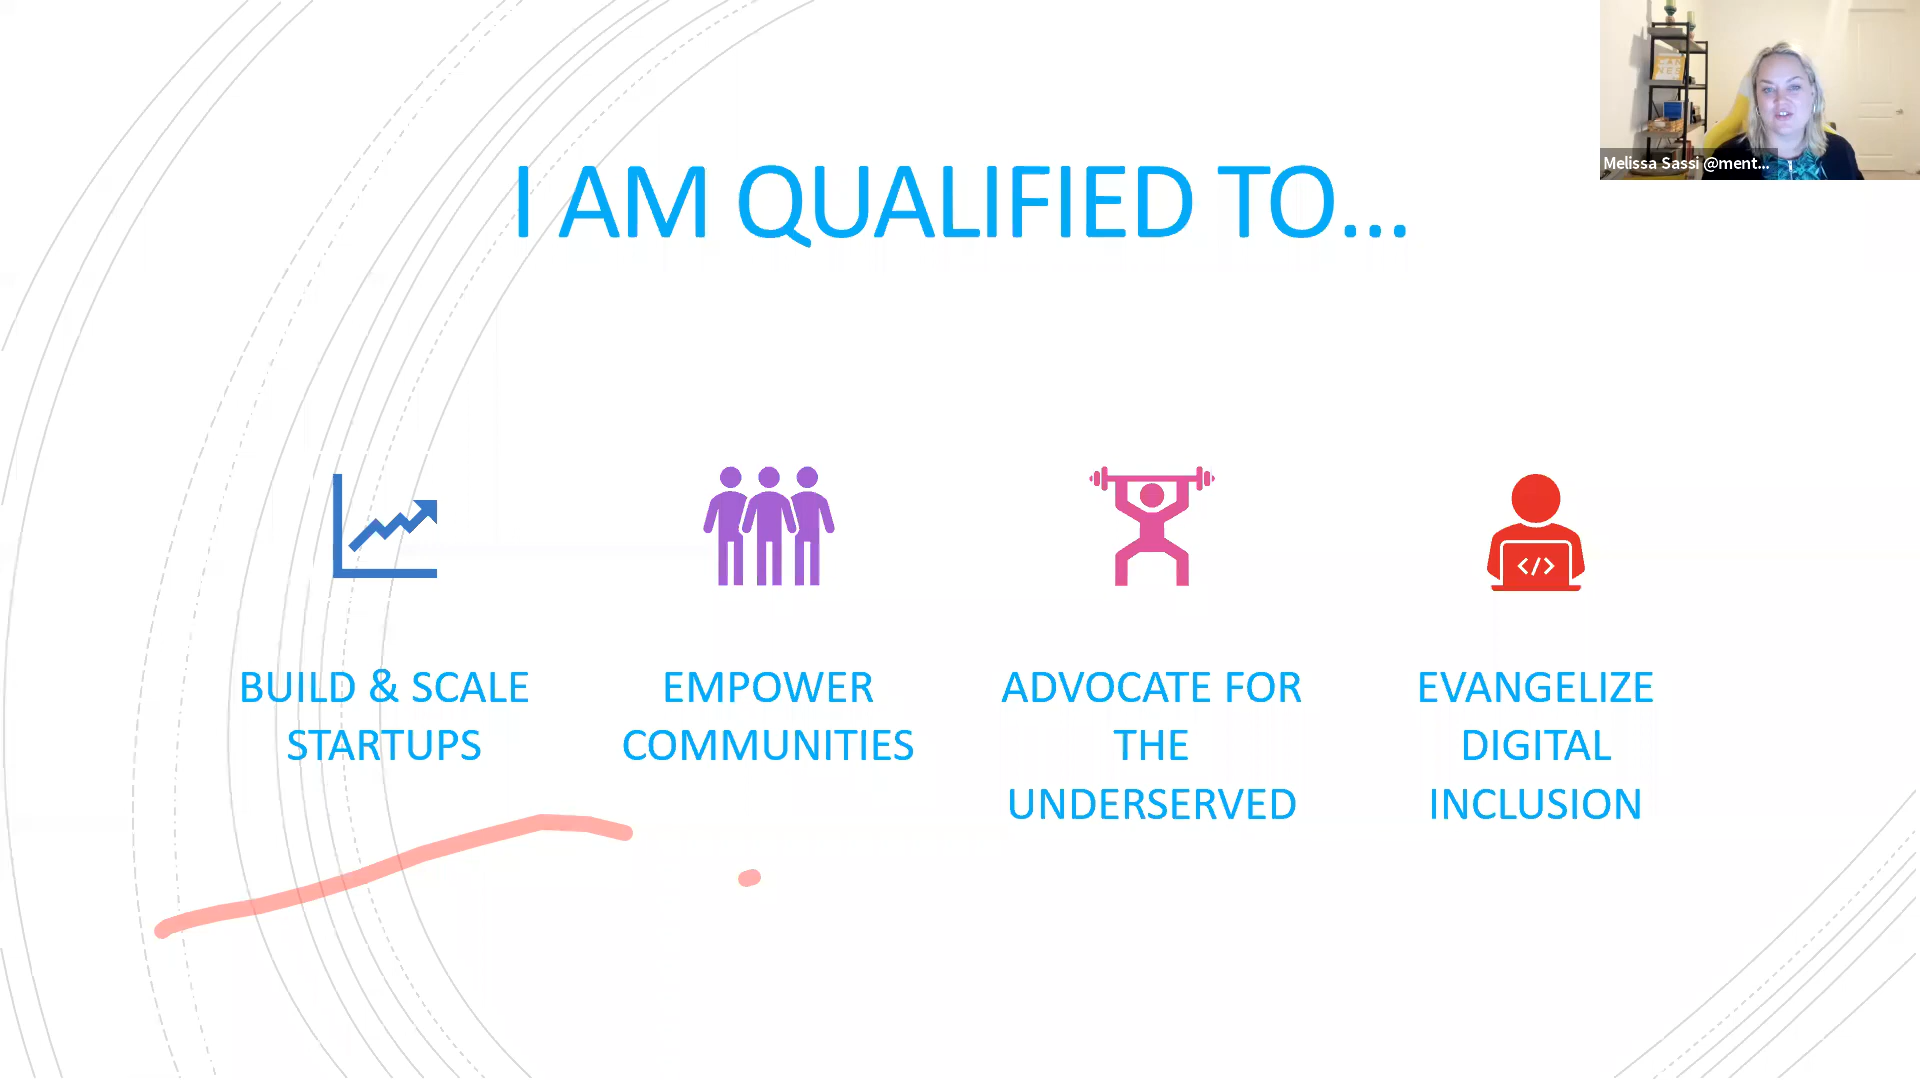 I AM QUALIFIED TO...
Melissa Sassi @ment...
</>
BUILD & SCALE
STARTUPS
EMPOWER
COMMUNITIES
ADVOCATE FOR
THE
UNDERSERVED
EVANGELIZE
DIGITAL
INCLUSION